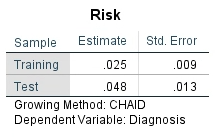 Risk
Sample Estimate Std. Error
Training .025 .009
Test .048 .013
Growing Method: CHAID
Dependent Variable: Diagnosis